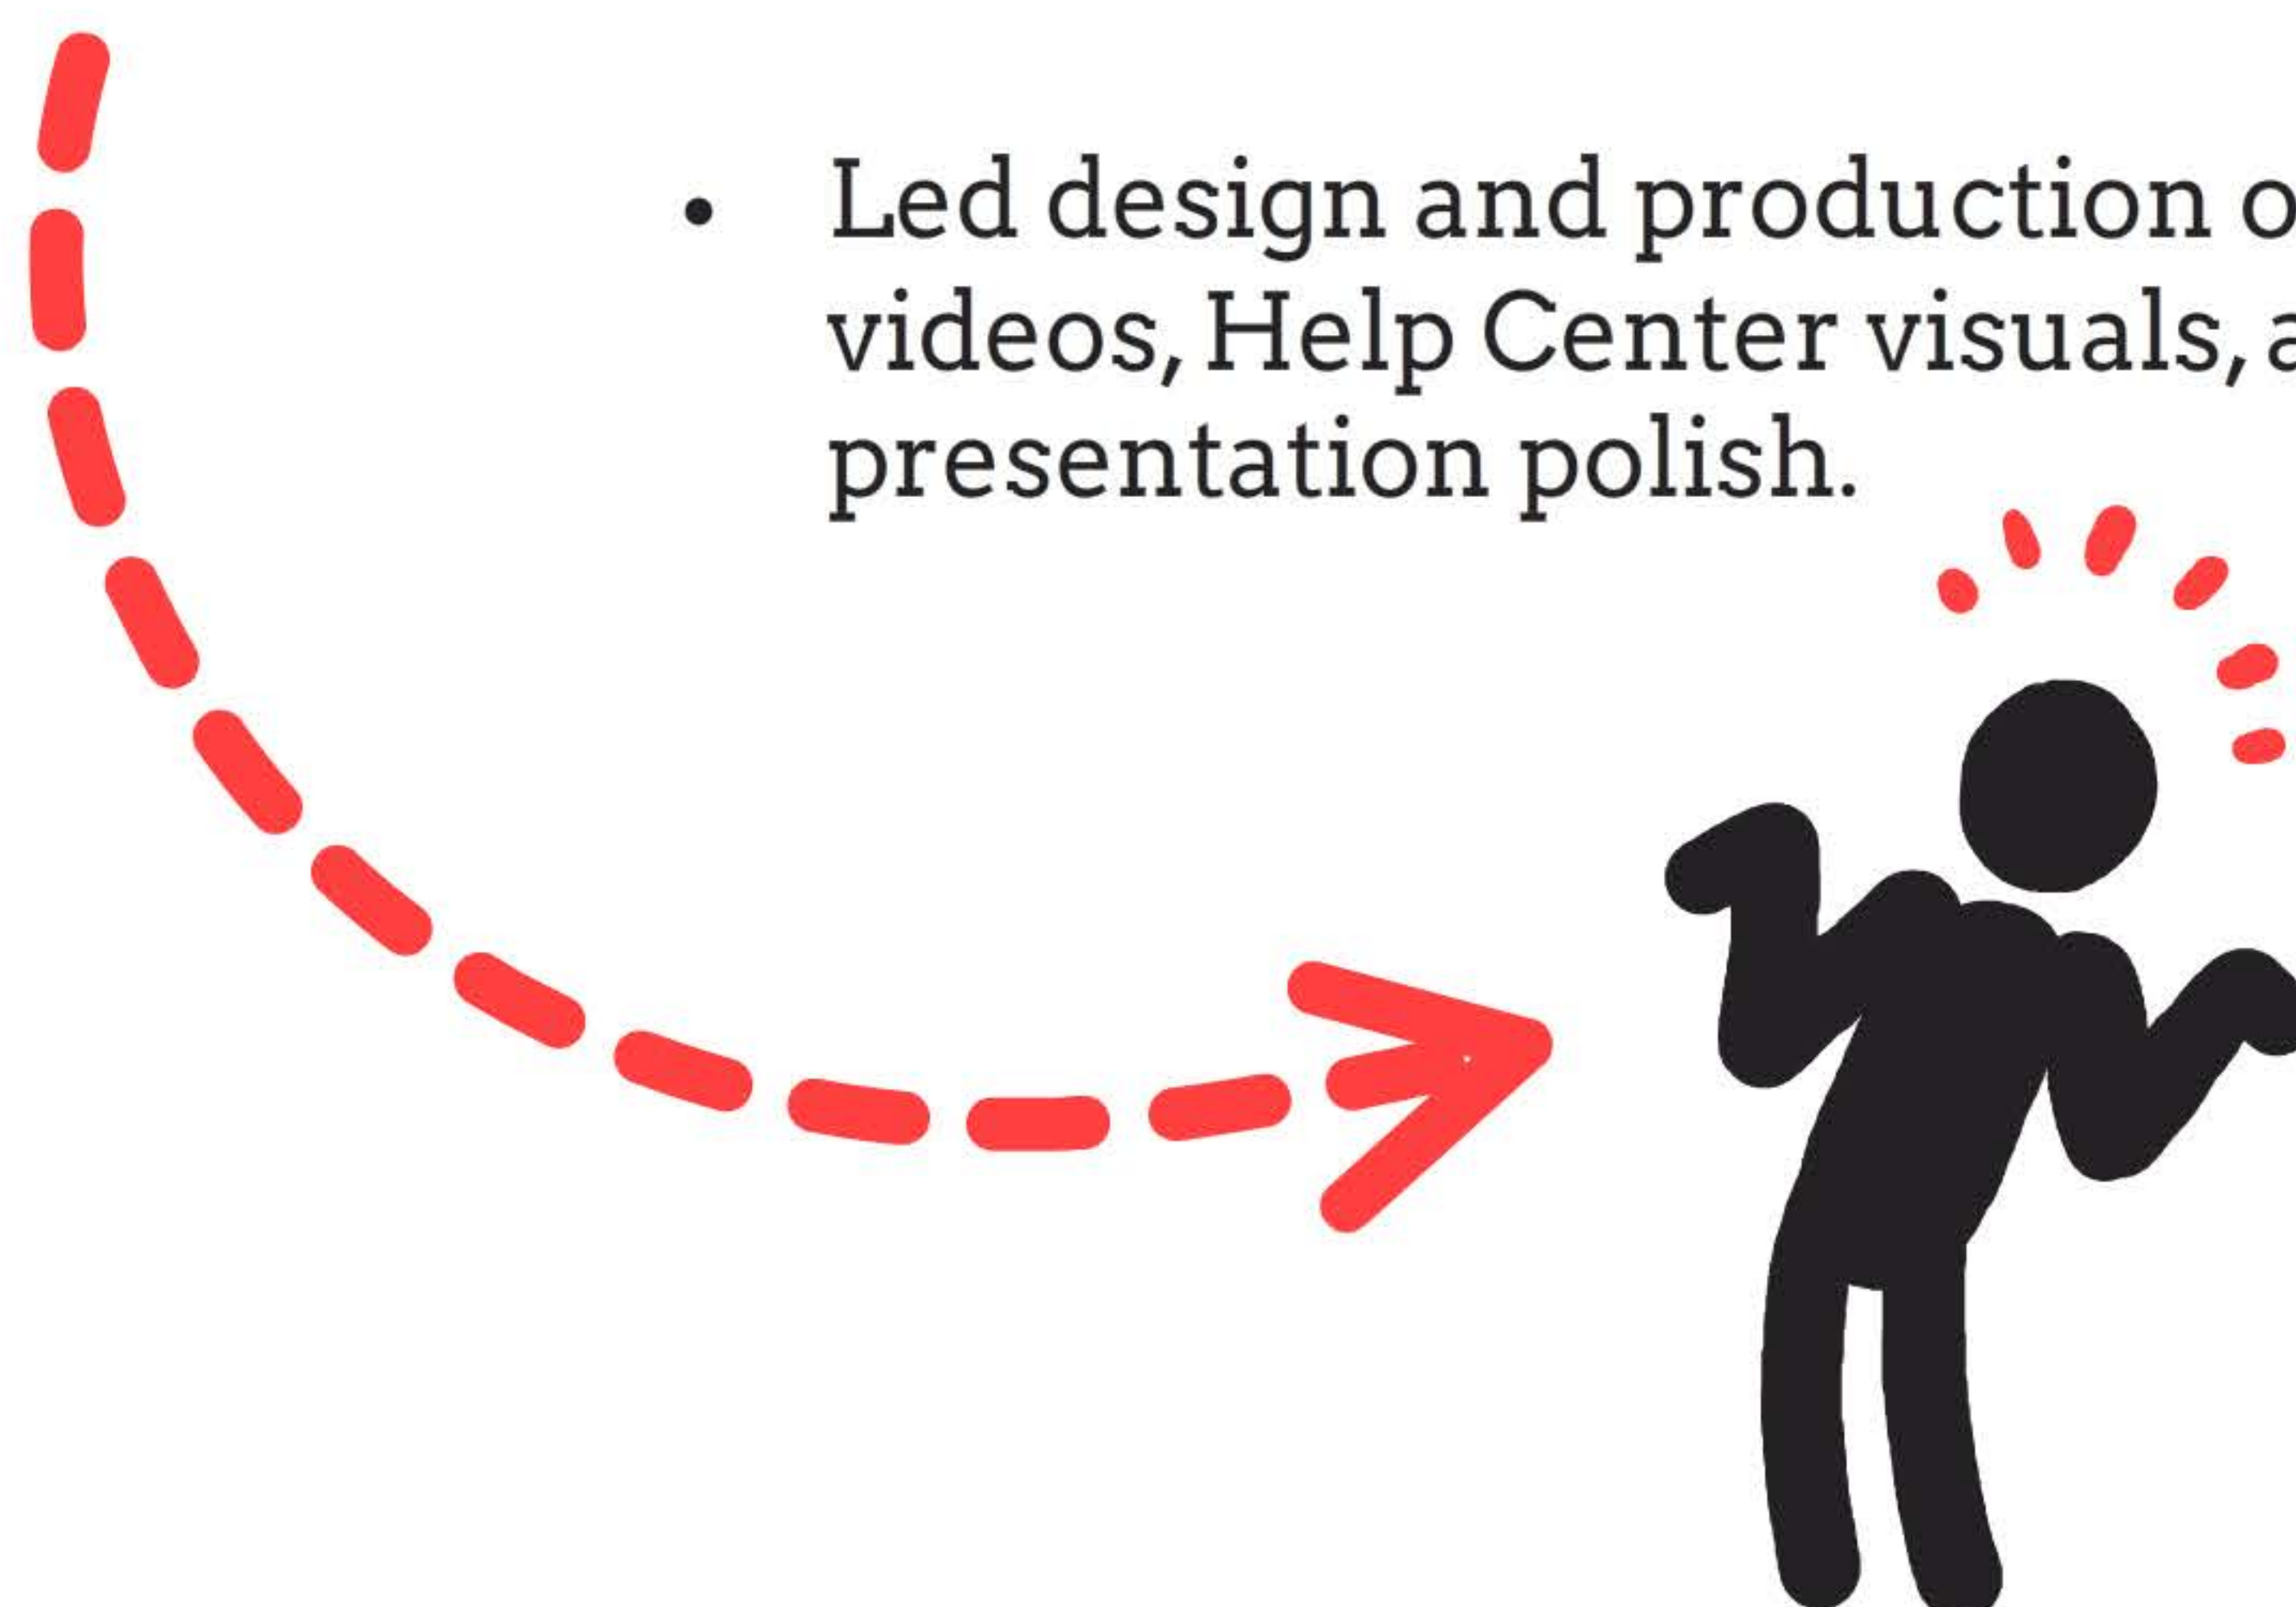 • Led design and production o
videos, Help Center visuals, a
presentation polish.